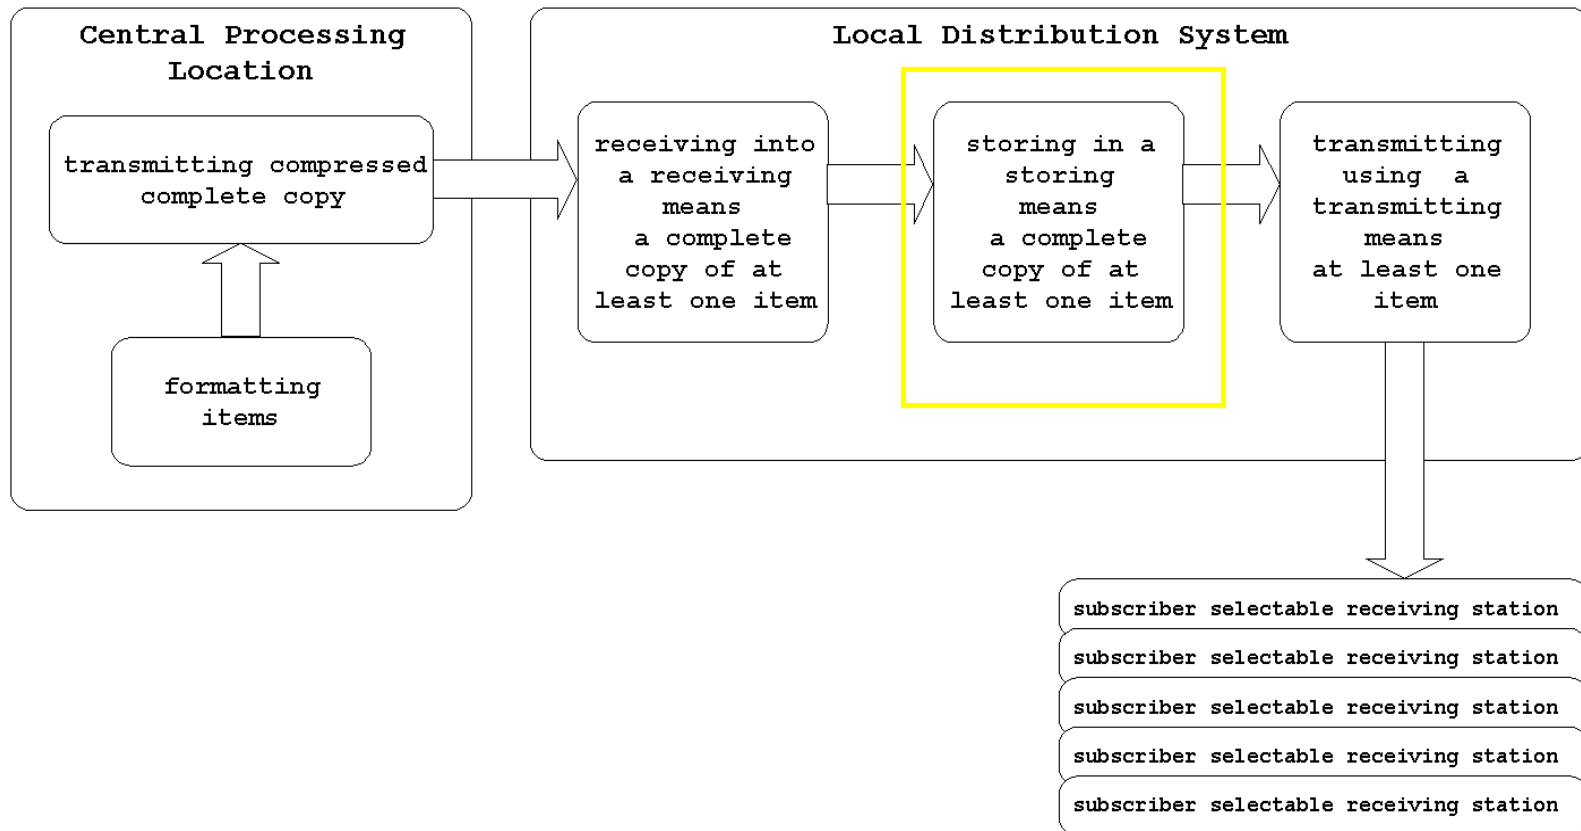 Central Processing
Location
transmitting compressed
complete copy
formatting
items
Local Distribution System
receiving into
a receiving
means
a complete
copy of at
least one item
storing in a
storing
means
a complete
copy of at
least one item
transmitting
using a
transmitting
means
at least one
item
subscriber selectable receiving station
subscriber selectable receiving station
subscriber selectable receiving station
subscriber selectable receiving station
subscriber selectable receiving station